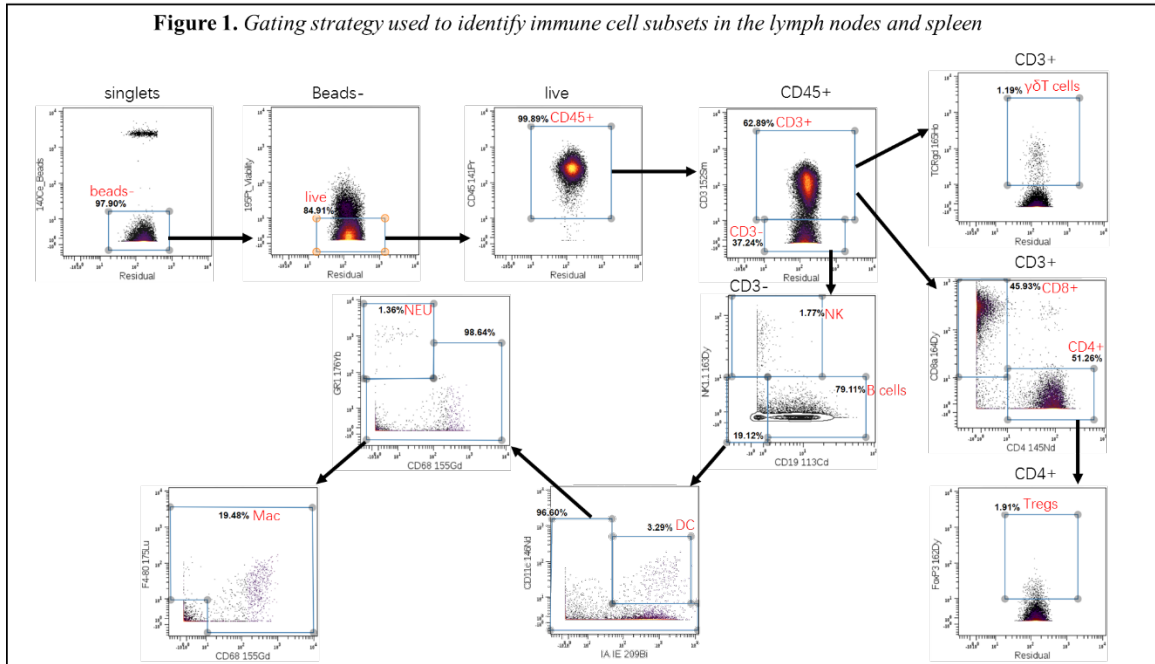 Figure 1. Gating strategy used to identify immune cell subsets in the lymph nodes and spleen
singlets
140Ce_Beads
beads-
97.90%
Residual
Beads-
195Pt_Viability
live
84.91%
Residual
live
CD45 141Pr
99.89% CD45+
Residual
CD45+
CD3 152Sm
62.89% CD3+
CD3-
37.24%
Residual
CD3+
TCRgd 165Ho
1.19% γδT cells
Residual
CD3+
CD8a 164Dy
45.93% CD8+
CD4+
51.26%
CD4 145Nd
CD3-
NK1.1 163Dy
1.77% NK
79.11% B cells
19.12%
CD19 113Cd
GR1 176Yb
1.36% NEU
98.64%
CD68 155Gd
F4-80 175Lu
19.48% Mac
CD68 155Gd
CD11c 146Nd
96.60%
3.29% DC
IA IE 209Bi
CD4+
FoxP3 162Dy
Tregs
1.91%
Residual